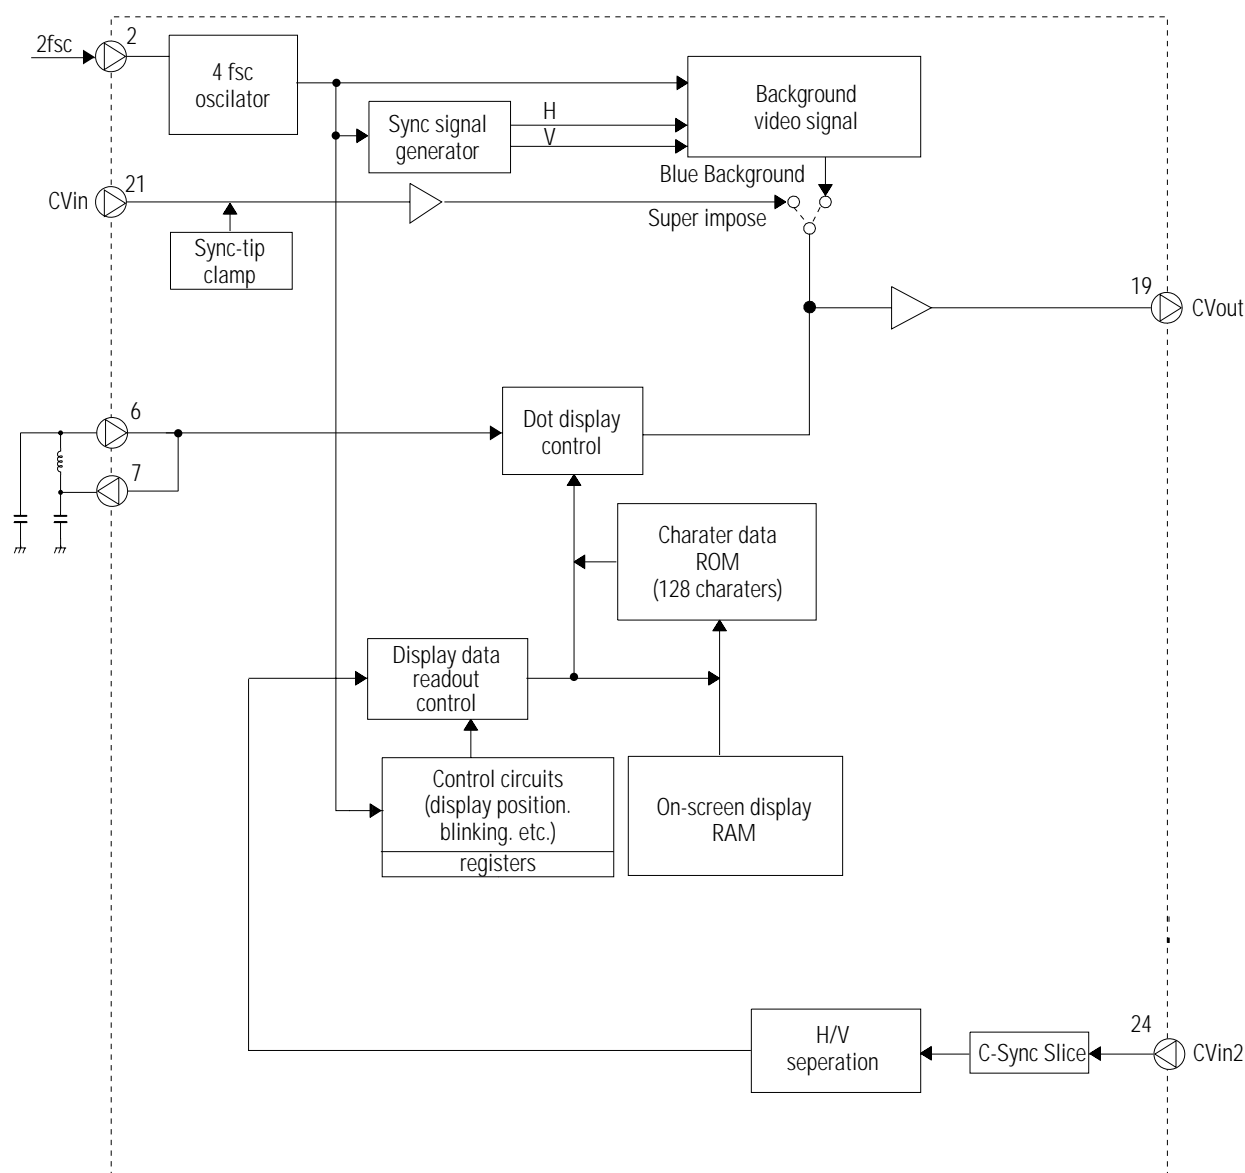 2fsc
2
4 fsc
oscilator
Background
video signal
Sync signal
generator
H
V
Blue Background
CVin
21
Super impose
Sync-tip
clamp
19
CVout
6
7
Dot display
control
Charater data
ROM
(128 charaters)
Display data
readout
control
Control circuits
(display position.
blinking. etc.)
registers
On-screen display
RAM
H/V
seperation
C-Sync Slice
24
CVin2